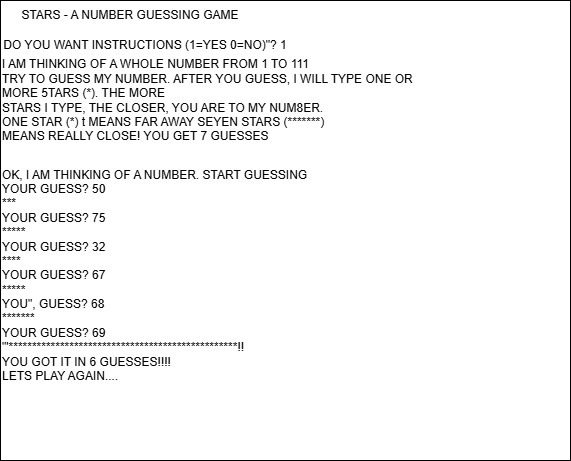 STARS - A NUMBER GUESSING GAME
DO YOU WANT INSTRUCTIONS (1=YES 0=NO)"? 1
I AM THINKING OF A WHOLE NUMBER FROM 1 TO 111
TRY TO GUESS MY NUMBER. AFTER YOU GUESS, I WILL TYPE ONE OR
MORE 5TARS (*). THE MORE
STARS I TYPE, THE CLOSER, YOU ARE TO MY NUM8ER.
ONE STAR (*) t MEANS FAR AWAY SEYEN STARS (*******)
MEANS REALLY CLOSE! YOU GET 7 GUESSES
OK, I AM THINKING OF A NUMBER. START GUESSING
YOUR GUESS? 50
***
YOUR GUESS? 75
*****
YOUR GUESS? 32
****
YOUR GUESS? 67
*****
YOU", GUESS? 68
*******
YOUR GUESS? 69
"'*************************************************!!
YOU GOT IT IN 6 GUESSES!!!!
LETS PLAY AGAIN....